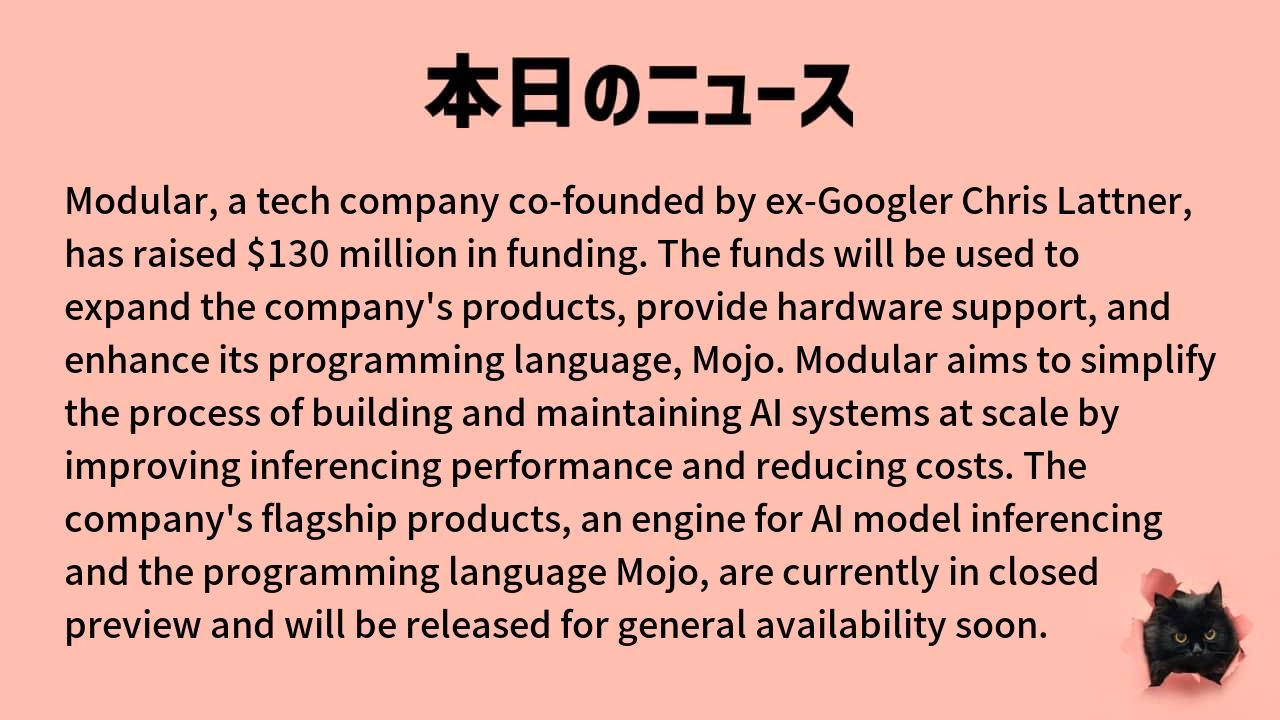 本日のニュース
Modular, a tech company co-founded by ex-Googler Chris Lattner,
has raised $130 million in funding. The funds will be used to
expand the company's products, provide hardware support, and
enhance its programming language, Mojo. Modular aims to simplify
the process of building and maintaining AI systems at scale by
improving inferencing performance and reducing costs. The
company's flagship products, an engine for AI model inferencing
and the programming language Mojo, are currently in closed
preview and will be released for general availability soon.